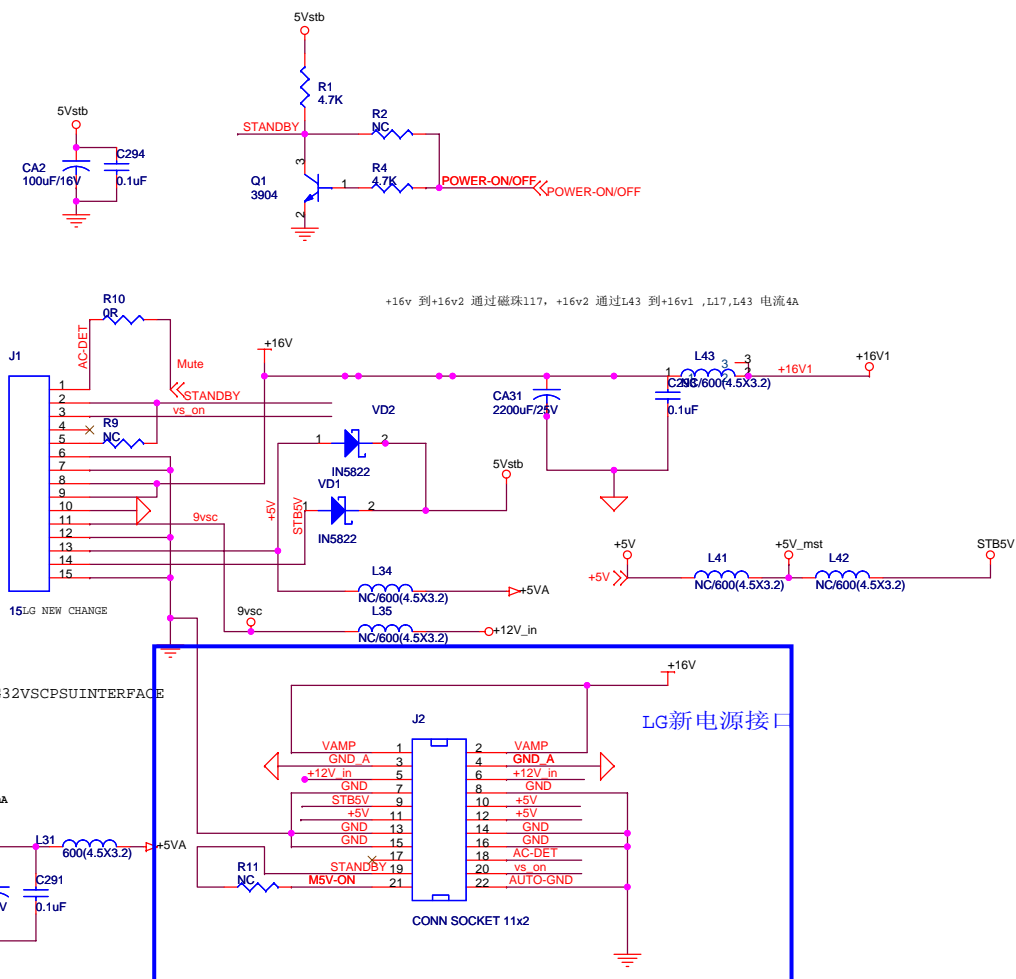 5Vstb
R1
4.7K
5Vstb
R2
NC
STANDBY
C294
CA2
100uF/16V
0.1uF
3
R4
4.7K
Q1
3904
1
POWER-ON/OFF
POWER-ON/OFF
2
R10
0R
+16v 到+16v2 通过磁珠l17, +16v2 通过L43 到+16v1 ,L17,L43 电流4A
J1
AC-DET
+16V
L43
3
+16V1
Mute
1
3
2
+16V1
1
STANDBY
CA31
2200uF/25V
NC/600(4.5X3.2)
2
3
vs_on
VD2
0.1uF
4
R9
NC
5
1
2
6
5Vstb
7
IN5822
8
VD1
9
+5V
STB5V
1
2
10
11
9vsc
12
IN5822
13
+5V
+5V_mst
STB5V
14
L34
L41
L42
15
+5V
NC/600(4.5X3.2)
+5VA
NC/600(4.5X3.2)
NC/600(4.5X3.2)
15LG NEW CHANGE
9vsc
L35
NC/600(4.5X3.2)
+12V_in
+16V
32VSCPSUINTERFACE
LG新电源接口
J2
VAMP
1
2
VAMP
GND_A
3
4
GND_A
+12V_in
5
6
+12V_in
GND
7
8
GND
STB5V
9
10
+5V
+5V
11
12
+5V
GND
13
14
GND
GND
15
16
GND
17
18
AC-DET
STANDBY
19
20
vs_on
M5V-ON
21
22
AUTO-GND
R11
NC
CONN SOCKET 11x2
L31
600(4.5X3.2)
+5VA
C291
0.1uF